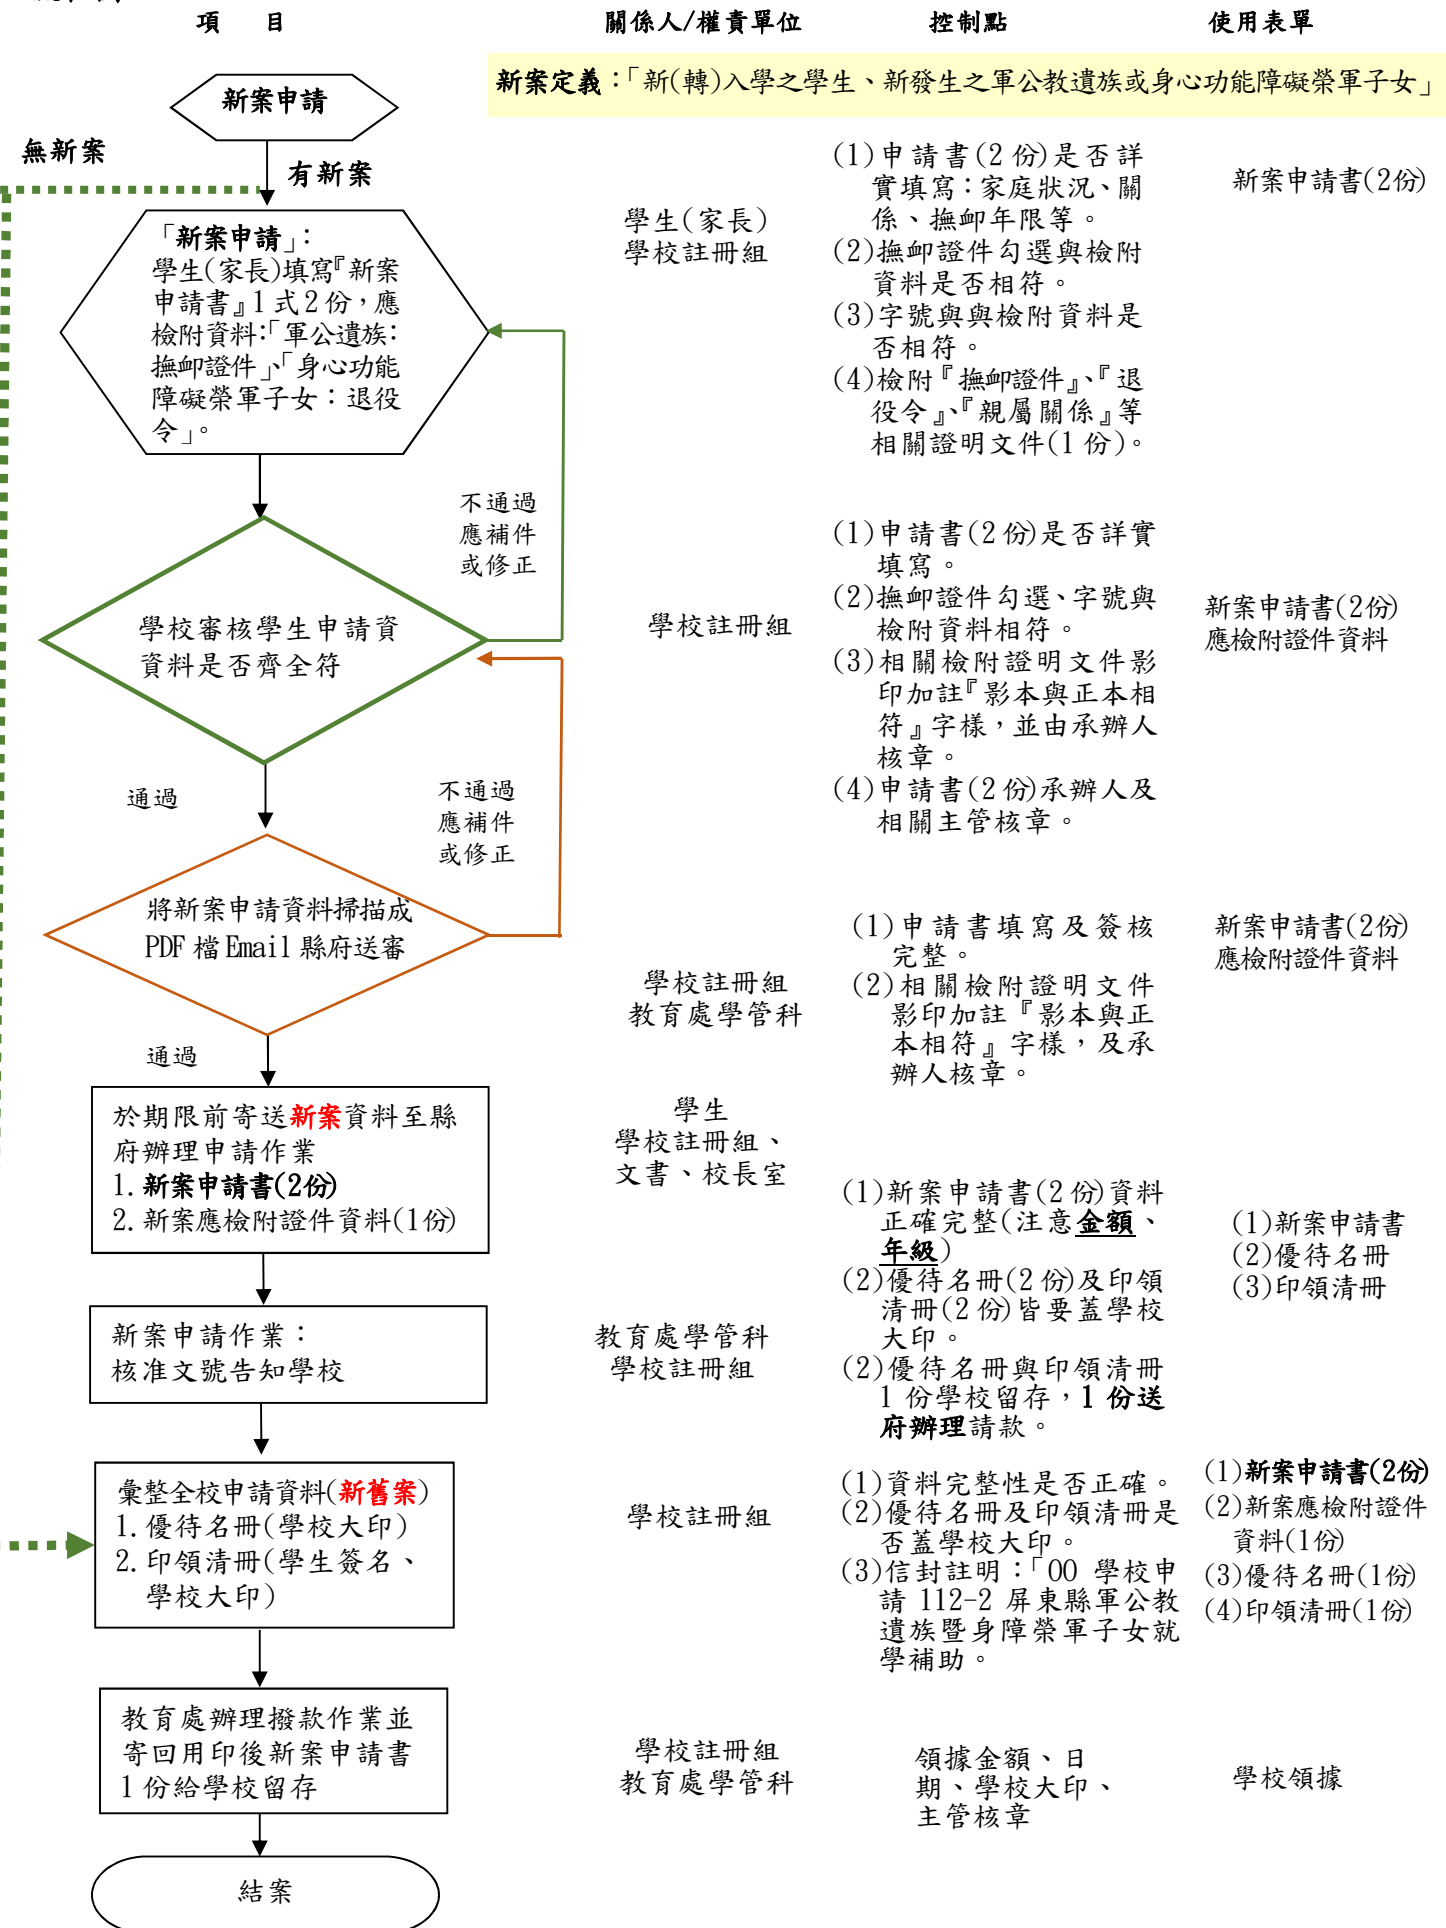 項　目　關係人/權責單位　控制點　使用表單
新案定義：「新(轉)入學之學生、新發生之軍公教遺族或身心功能障礙榮軍子女」
新案申請
無新案
有新案
「新案申請」：
學生(家長)填寫『新案
申請書』1式2份，應
檢附資料:「軍公遺族:
撫卹證件」、「身心功能
障礙榮軍子女：退役
令」。
學生(家長)
學校註冊組
(1)申請書(2份)是否詳
實填寫：家庭狀況、關
係、撫卹年限等。
(2)撫卹證件勾選與檢附
資料是否相符。
(3)字號與與檢附資料是
否相符。
(4)檢附『撫卹證件』、『退
役令』、『親屬關係』等
相關證明文件(1份)。
新案申請書(2份)
不通過
應補件
或修正
學校審核學生申請資
資料是否齊全符
學校註冊組
(1)申請書(2份)是否詳實
填寫。
(2)撫卹證件勾選、字號與
檢附資料相符。
(3)相關檢附證明文件影
印加註『影本與正本相
符』字樣，並由承辦人
核章。
(4)申請書(2份)承辦人及
相關主管核章。
新案申請書(2份)
應檢附證件資料
通過
不通過
應補件
或修正
將新案申請資料掃描成
PDF檔Email縣府送審
學校註冊組
教育處學管科
(1)申請書填寫及簽核
完整。
(2)相關檢附證明文件
影印加註『影本與正
本相符』字樣，及承
辦人核章。
新案申請書(2份)
應檢附證件資料
通過
於期限前寄送新案資料至縣
府辦理申請作業
1.新案申請書(2份)
2.新案應檢附證件資料(1份)
學生
學校註冊組、
文書、校長室
新案申請作業：
核准文號告知學校
教育處學管科
學校註冊組
(1)新案申請書(2份)資料
正確完整(注意金額、
年級)
(2)優待名冊(2份)及印領
清冊(2份)皆要蓋學校
大印。
(2)優待名冊與印領清冊
1份學校留存，1份送
府辦理請款。
(1)新案申請書
(2)優待名冊
(3)印領清冊
彙整全校申請資料(新舊案)
1.優待名冊(學校大印)
2.印領清冊(學生簽名、
學校大印)
學校註冊組
(1)資料完整性是否正確。
(2)優待名冊及印領清冊是
否蓋學校大印。
(3)信封註明：「OO 學校申
請 112-2 屏東縣軍公教
遺族暨身障榮軍子女就
學補助。
(1)新案申請書(2份)
(2)新案應檢附證件
資料(1份)
(3)優待名冊(1份)
(4)印領清冊(1份)
教育處辦理撥款作業並
寄回用印後新案申請書
1份給學校留存
學校註冊組
教育處學管科
領據金額、日
期、學校大印、
主管核章
學校領據
結案